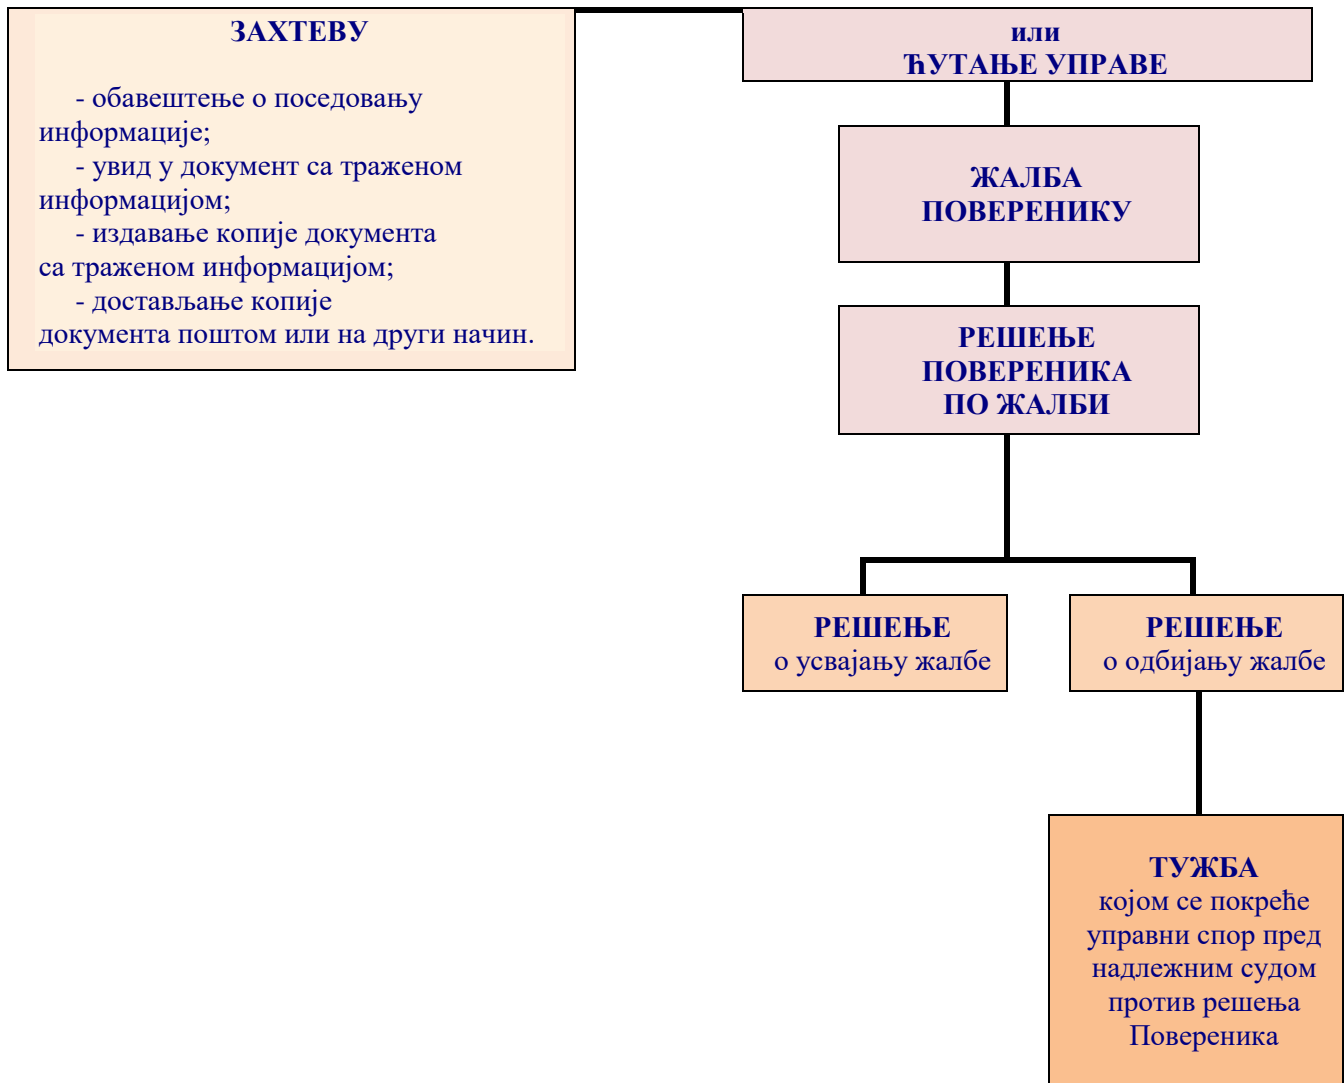 ЗАХТЕВУ
- обавештење о поседовању
информације;
- увид у документ са траженом
информацијом;
- издавање копије документа
са траженом информацијом;
- достављање копије
документа поштом или на други начин.
или
ЋУТАЊЕ УПРАВЕ
ЖАЛБА
ПОВЕРЕНИКУ
РЕШЕЊЕ
ПОВЕРЕНИКА
ПО ЖАЛБИ
РЕШЕЊЕ
о усвајању жалбе
РЕШЕЊЕ
о одбијању жалбе
ТУЖБА
којом се покреће
управни спор пред
надлежним судом
против решења
Повереника